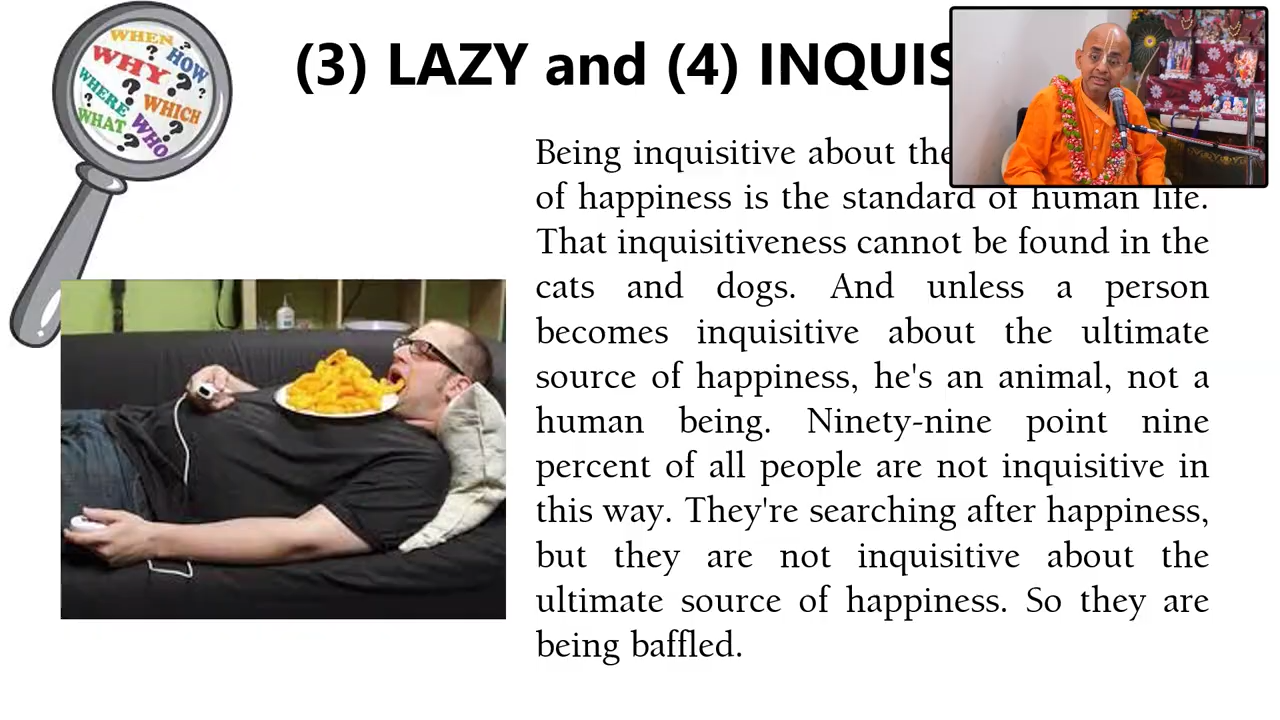 WHEN
WHY
HOW
WHERE
WHICH
WHAT
WHO
(3) LAZY and (4) INQUIS
Being inquisitive about the
of happiness is the standard of human life.
That inquisitiveness cannot be found in the
cats and dogs. And unless a person
becomes inquisitive about the ultimate
source of happiness, he's an animal, not a
human being. Ninety-nine point nine
percent of all people are not inquisitive in
this way. They're searching after happiness,
but they are not inquisitive about the
ultimate source of happiness. So they are
being baffled.